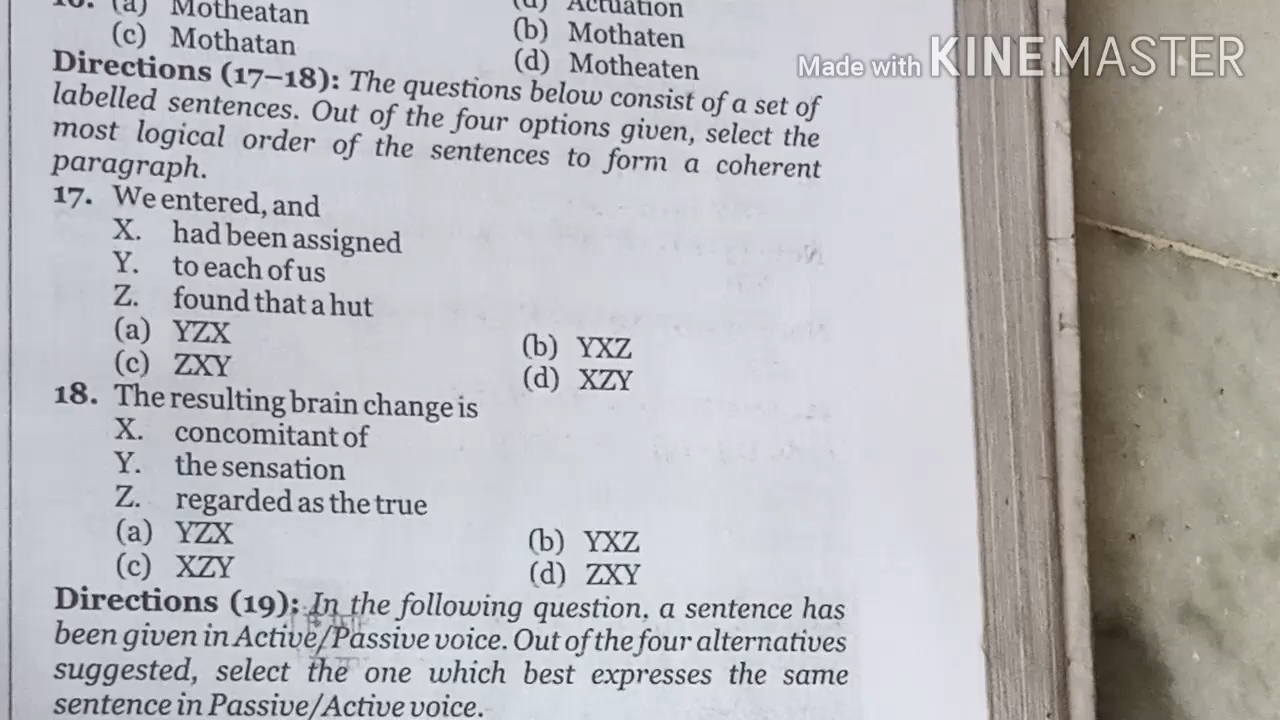 (a) Motheatan
(d) Actuation
(c) Mothatan
(b) Mothaten
(d) Motheaten
Made with KINEMASTER
Directions (17–18): The questions below consist of a set of
labelled sentences. Out of the four options given, select the
most logical order of the sentences to form a coherent
paragraph.
17. We entered, and
X. had been assigned
Y. to each of us
Z. found that a hut
(a) YZX
(b) YXZ
(c) ZXY
(d) XZY
18. The resulting brain change is
X. concomitant of
Y. the sensation
Z. regarded as the true
(a) YZX
(b) YXZ
(c) XZY
(d) ZXY
Directions (19): In the following question, a sentence has
been given in Active/Passive voice. Out of the four alternatives
suggested, select the one which best expresses the same
sentence in Passive/Active voice.